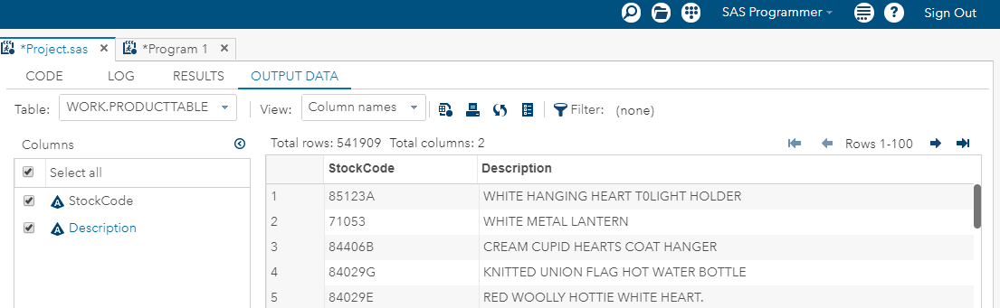 SAS Programmer ? Sign Out
*Project.sas × *Program 1 ×
CODE LOG RESULTS OUTPUT DATA
Table: WORK.PRODUCTTABLE View: Column names Filter: (none)
Columns
Select all
StockCode
Description
Total rows: 541909 Total columns: 2 Rows 1-100
StockCode Description
1 85123A WHITE HANGING HEART T0LIGHT HOLDER
2 71053 WHITE METAL LANTERN
3 84406B CREAM CUPID HEARTS COAT HANGER
4 84029G KNITTED UNION FLAG HOT WATER BOTTLE
5 84029E RED WOOLLY HOTTIE WHITE HEART.